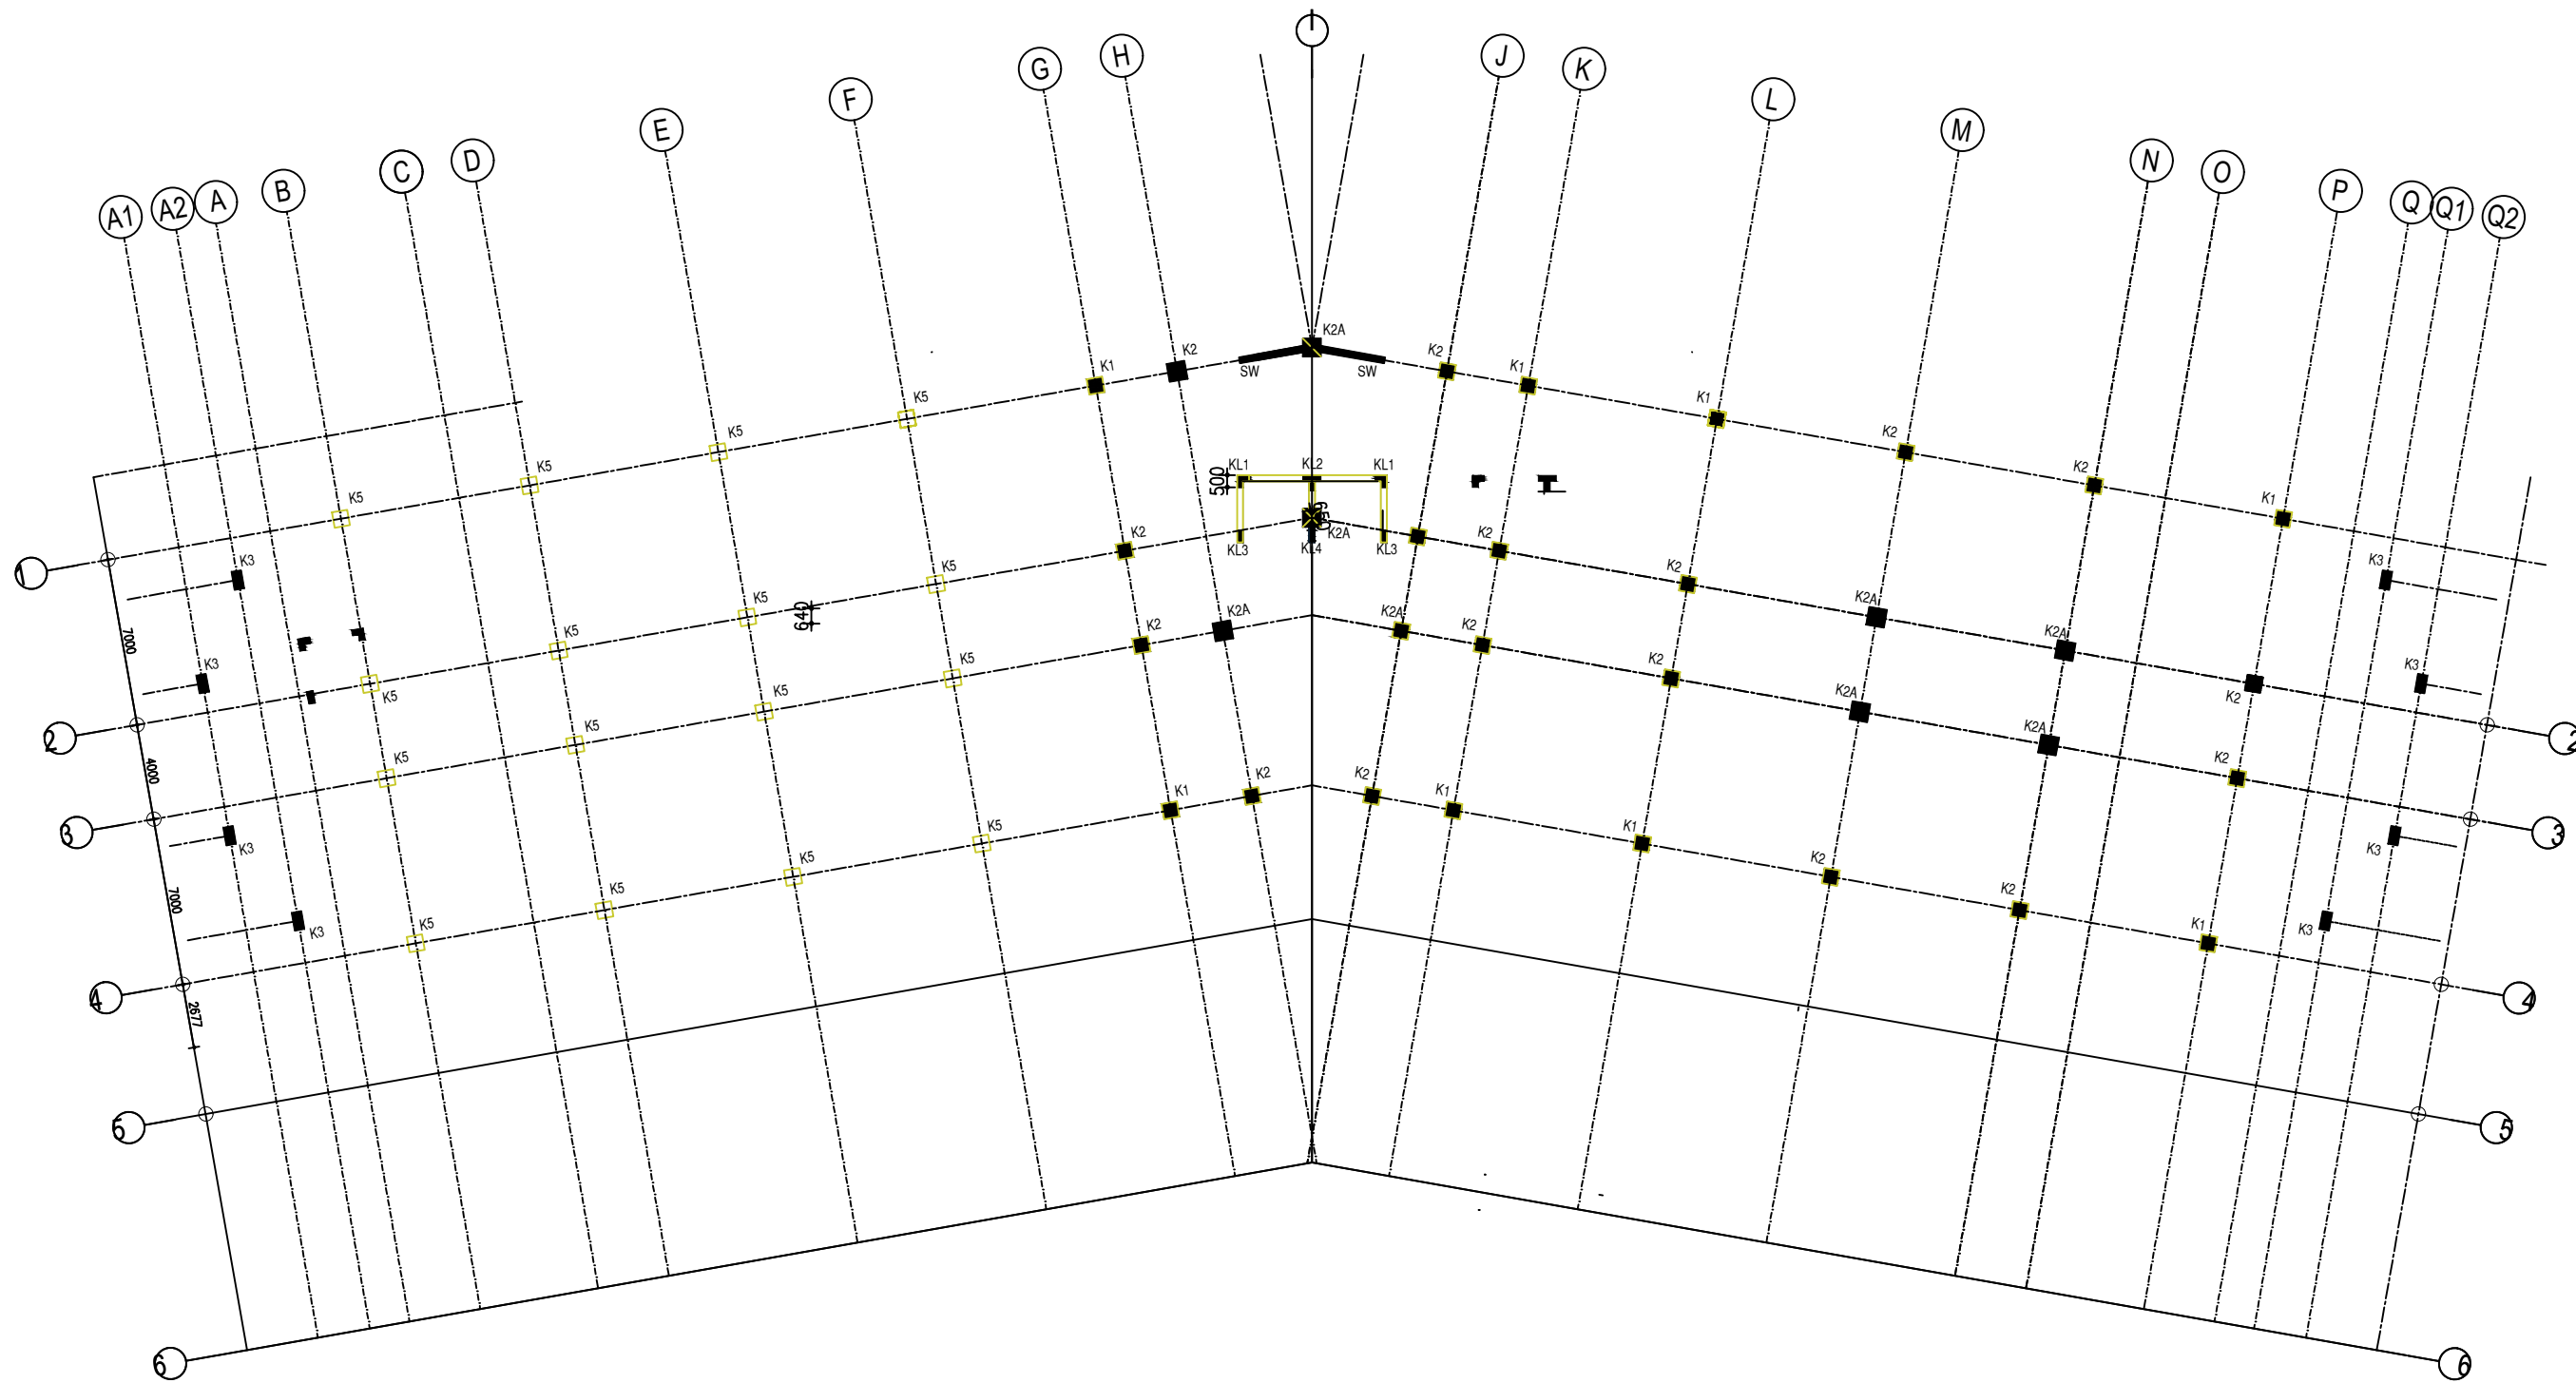 I
G H J K
F L
E M
D N
C O
B P
A1 A2 A Q Q1 Q2
K2A
K1 K2 SW SW K2 K1
K5 K1
K5 K2
K5 KL1 KL2 KL1 K2
500
K5 K1
650
K2 K2A K2
KL3 KL4 KL3
1 K3 K5 K2 K3
K5 K2A
640
7000 K5 K2A
K3 K2 K2A K2A K2 K3
K5 K5 K2 K2
2 K5 K2A 2
K5 K2A
4000 K5 K2
3 K1 K2 K2 K1 3
K3 K5 K1 K3
K5 K2
7000 K5 K2
K3 K5 K1 K3
4 4
2677
5 5
6 6